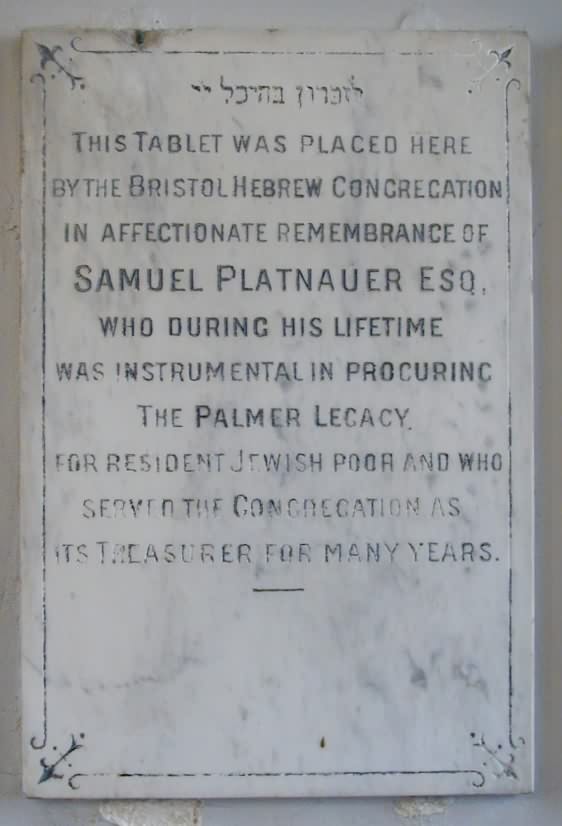 לזכרון בהיכל יי
THIS TABLET WAS PLACED HERE
BY THE BRISTOL HEBREW CONGREGATION
IN AFFECTIONATE REMEMBRANCE OF
SAMUEL PLATNAUER ESQ.
WHO DURING HIS LIFETIME
WAS INSTRUMENTAL IN PROCURING
THE PALMER LEGACY.
FOR RESIDENT JEWISH POOR AND WHO
SERVED THE CONGREGATION AS
ITS TREASURER FOR MANY YEARS.